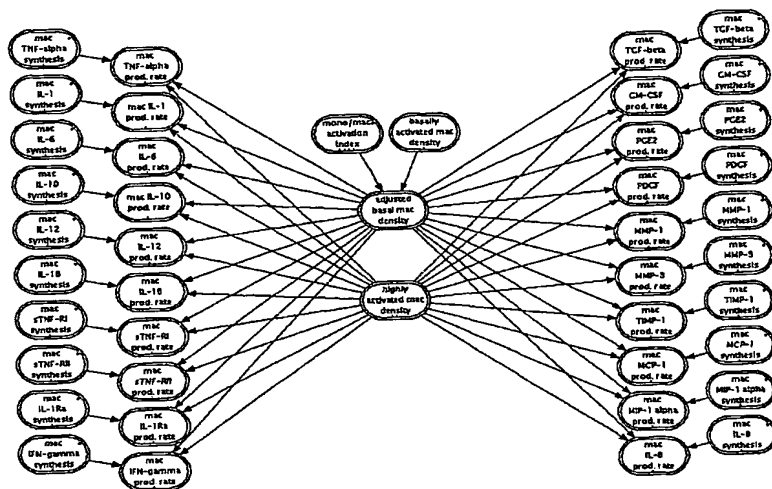 mac
TNF-alpha
synthesis
mac
TNF-alpha
prod. rate
mac
IL-1
synthesis
mac IL-1
prod. rate
mac
IL-6
synthesis
mac
IL-6
prod. rate
mac
IL-10
synthesis
mac IL-10
prod. rate
mac
IL-12
synthesis
mac
IL-12
prod. rate
mac
IL-18
synthesis
mac
IL-18
prod. rate
mac
sTNF-RI
synthesis
mac
sTNF-RI
prod. rate
mac
sTNF-RII
synthesis
mac
sTNF-RII
prod. rate
mac
IL-1Ra
synthesis
mac
IL-1Ra
prod. rate
mac
IFN-gamma
synthesis
mac
IFN-gamma
prod rate
mono/mac
activation
index
basally
activated mac
density
adjusted
basal mac
density
highly
activated mac
density
mac
TGF-beta
prod. rate
mac
TGF-beta
synthesis
mac
GM-CSF
prod. rate
mac
GM-CSF
synthesis
mac
PGE2
prod. rate
mac
PGE2
synthesis
mac
PDGF
prod. rate
mac
PDGF
synthesis
mac
MMP-1
prod. rate
mac
MMP-1
synthesis
mac
MMP-3
prod. rate
mac
MMP-3
synthesis
mac
TIMP-1
prod. rate
mac
TIMP-1
synthesis
mac
MCP-1
prod. rate
mac
MCP-1
synthesis
mac
MIP-1 alpha
prod. rate
mac
MIP-1 alpha
synthesis
mac
IL-8
prod. rate
mac
IL-8
synthesis